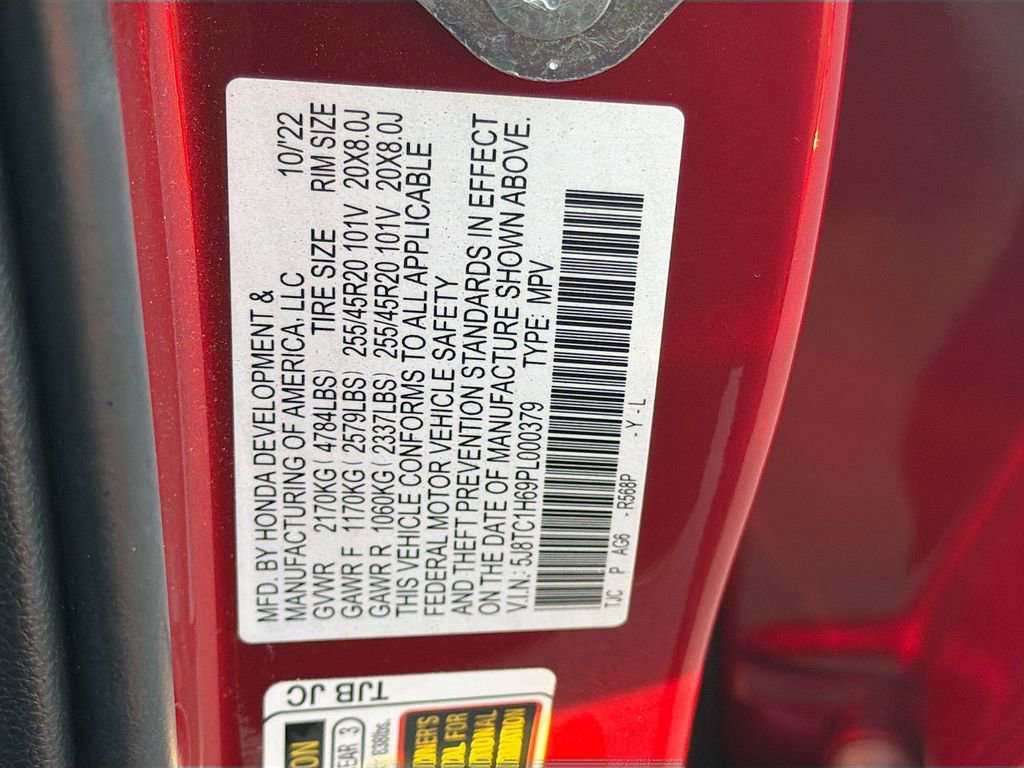 MFD. BY HONDA DEVELOPMENT &
MANUFACTURING OF AMERICA, LLC 10/'22
GVWR 2170KG ( 4784LBS) TIRE SIZE RIM SIZE
GAWR F 1170KG ( 2579LBS) 255/45R20 101V 20X8.0J
GAWR R 1060KG ( 2337LBS) 255/45R20 101V 20X8.0J
THIS VEHICLE CONFORMS TO ALL APPLICABLE
FEDERAL MOTOR VEHICLE SAFETY
AND THEFT PREVENTION STANDARDS IN EFFECT
ON THE DATE OF MANUFACTURE SHOWN ABOVE.
V.I.N.: 5J8TC1H69PL000379 TYPE: MPV
TJC P AG6 -R568P -Y-L
TJB JC
EAR 3